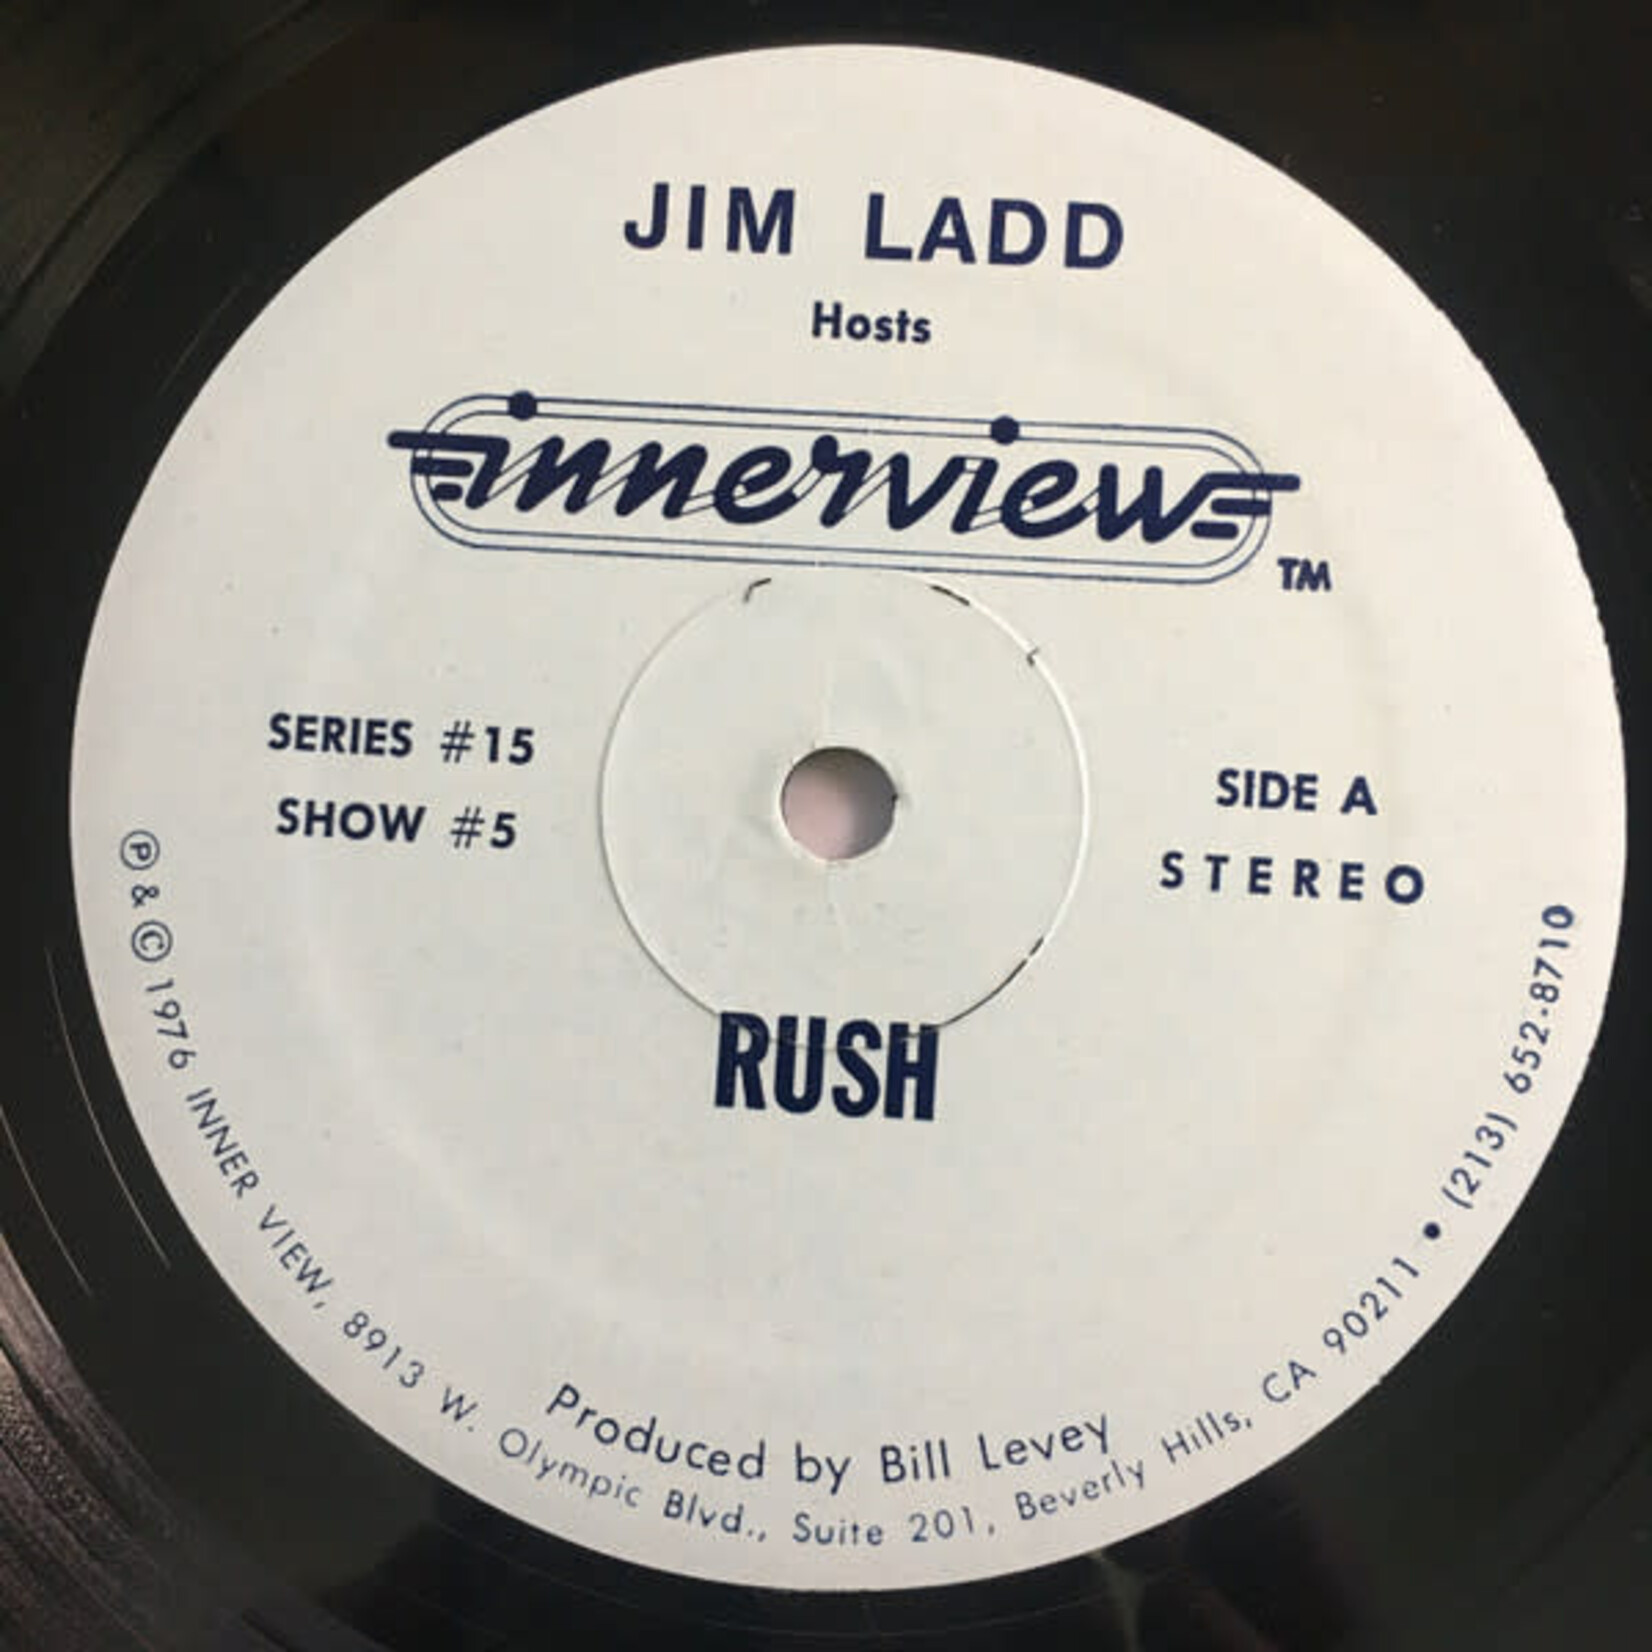 JIM LADD
Hosts
innerview TM
SERIES #15
SHOW #5
SIDE A
STEREO
RUSH
Produced by Bill Levey
Ⓟ & © 1976 INNER VIEW, 8913 W. Olympic Blvd., Suite 201, Beverly Hills, CA 90211 • (213) 652-8710